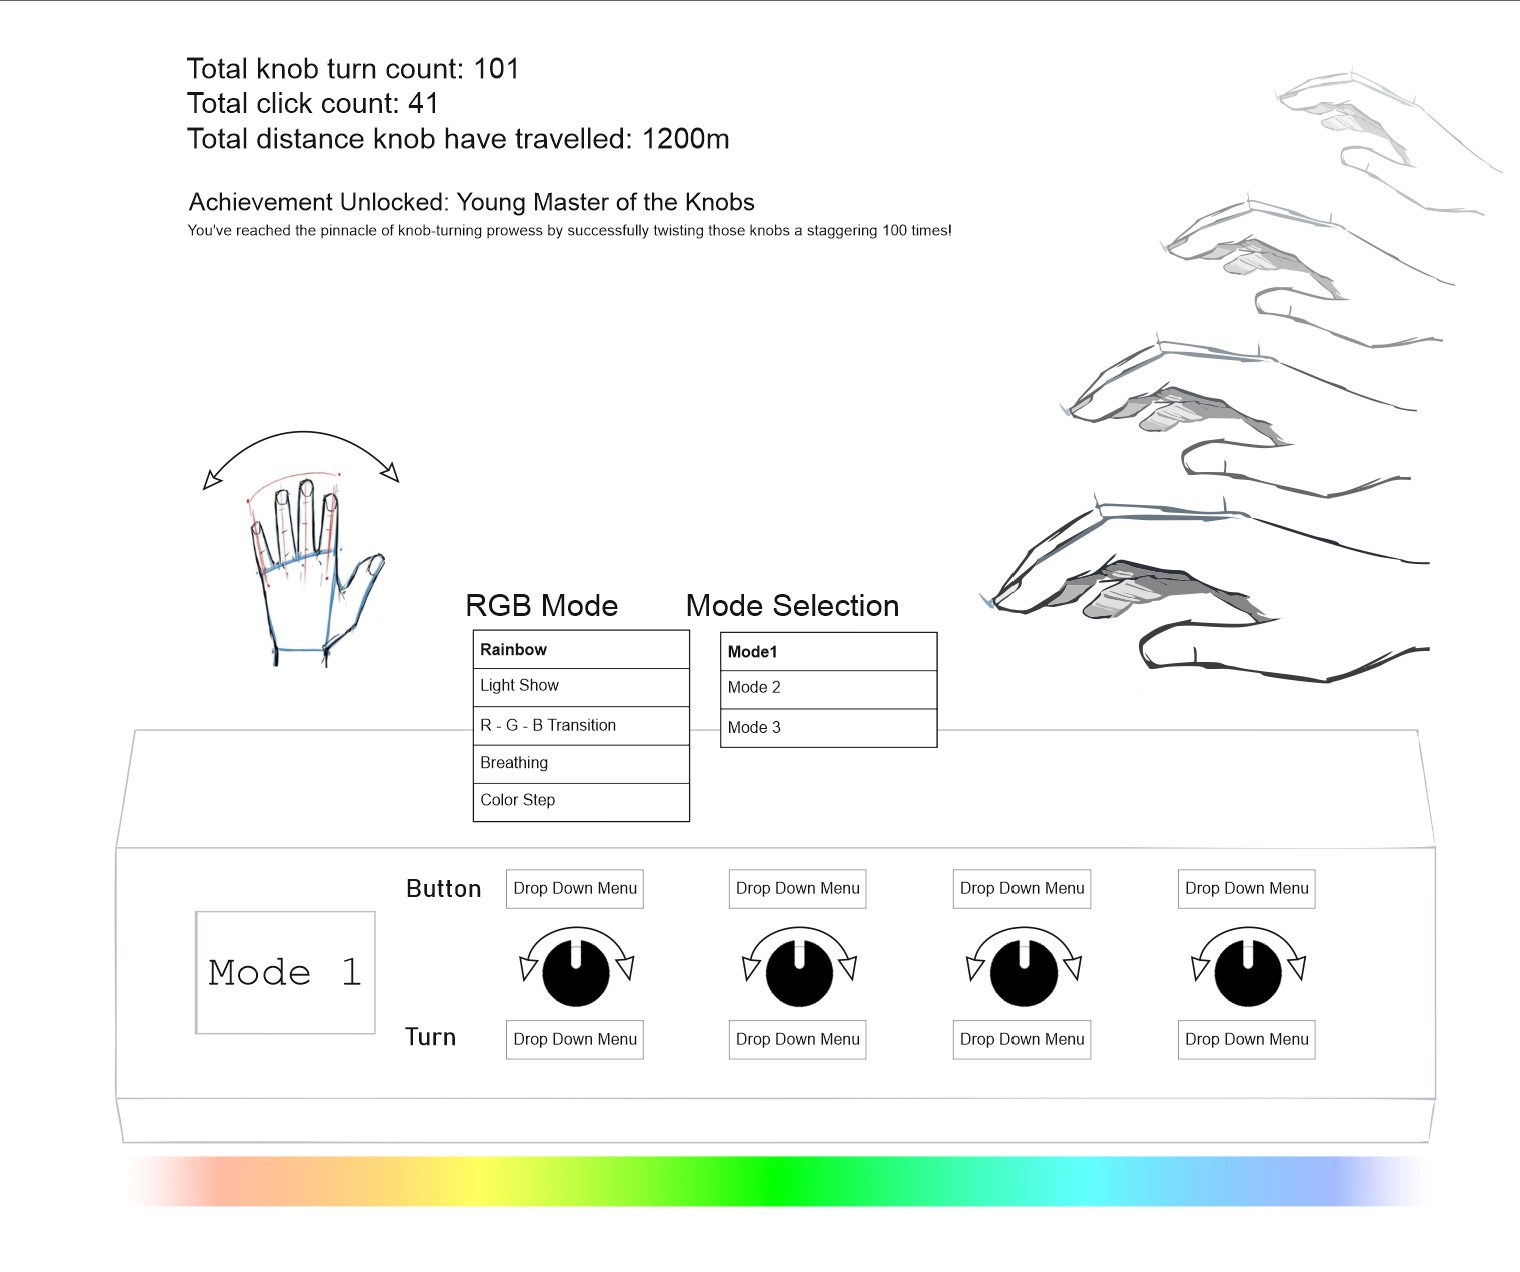 Total knob turn count: 101
Total click count: 41
Total distance knob have travelled: 1200m
Achievement Unlocked: Young Master of the Knobs
You've reached the pinnacle of knob-turning prowess by successfully twisting those knobs a staggering 100 times!
RGB Mode
Rainbow
Light Show
R - G - B Transition
Breathing
Color Step
Mode Selection
Mode1
Mode 2
Mode 3
Mode 1
Button
Drop Down Menu
Drop Down Menu
Drop Down Menu
Drop Down Menu
Turn
Drop Down Menu
Drop Down Menu
Drop Down Menu
Drop Down Menu